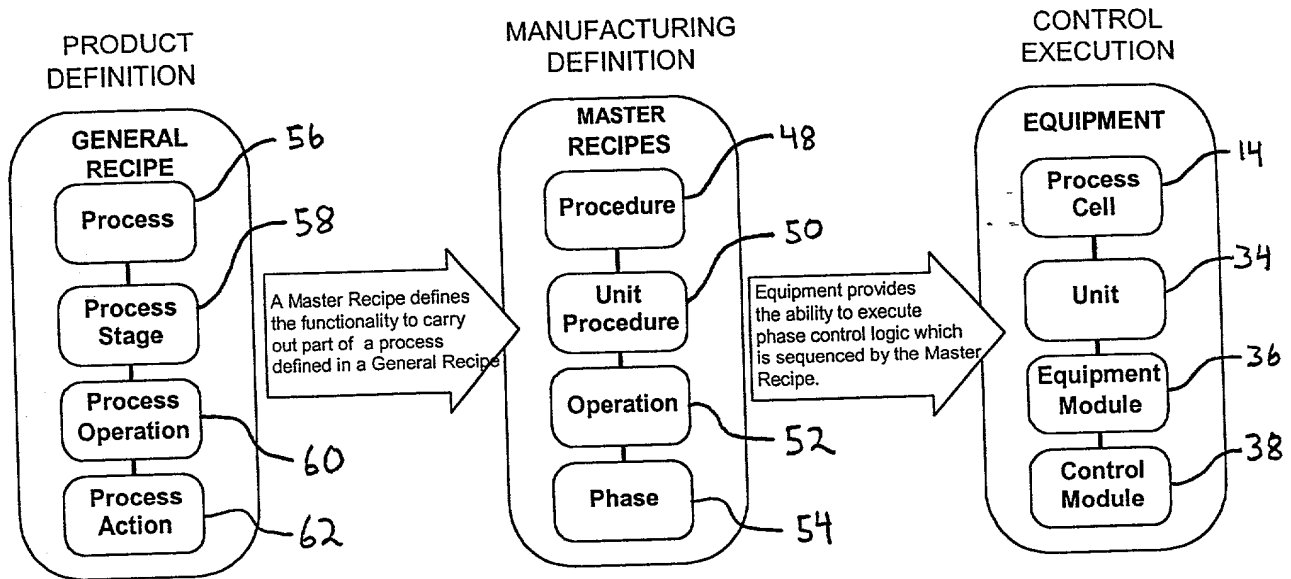 PRODUCT
DEFINITION
GENERAL
RECIPE
56
Process
58
Process
Stage
Process
Operation
60
Process
Action
62
A Master Recipe defines
the functionality to carry
out part of a process
defined in a General Recipe
MANUFACTURING
DEFINITION
MASTER
RECIPES
48
Procedure
50
Unit
Procedure
Operation
52
Phase
54
Equipment provides
the ability to execute
phase control logic which
is sequenced by the Master
Recipe.
CONTROL
EXECUTION
EQUIPMENT
14
Process
Cell
34
Unit
36
Equipment
Module
38
Control
Module